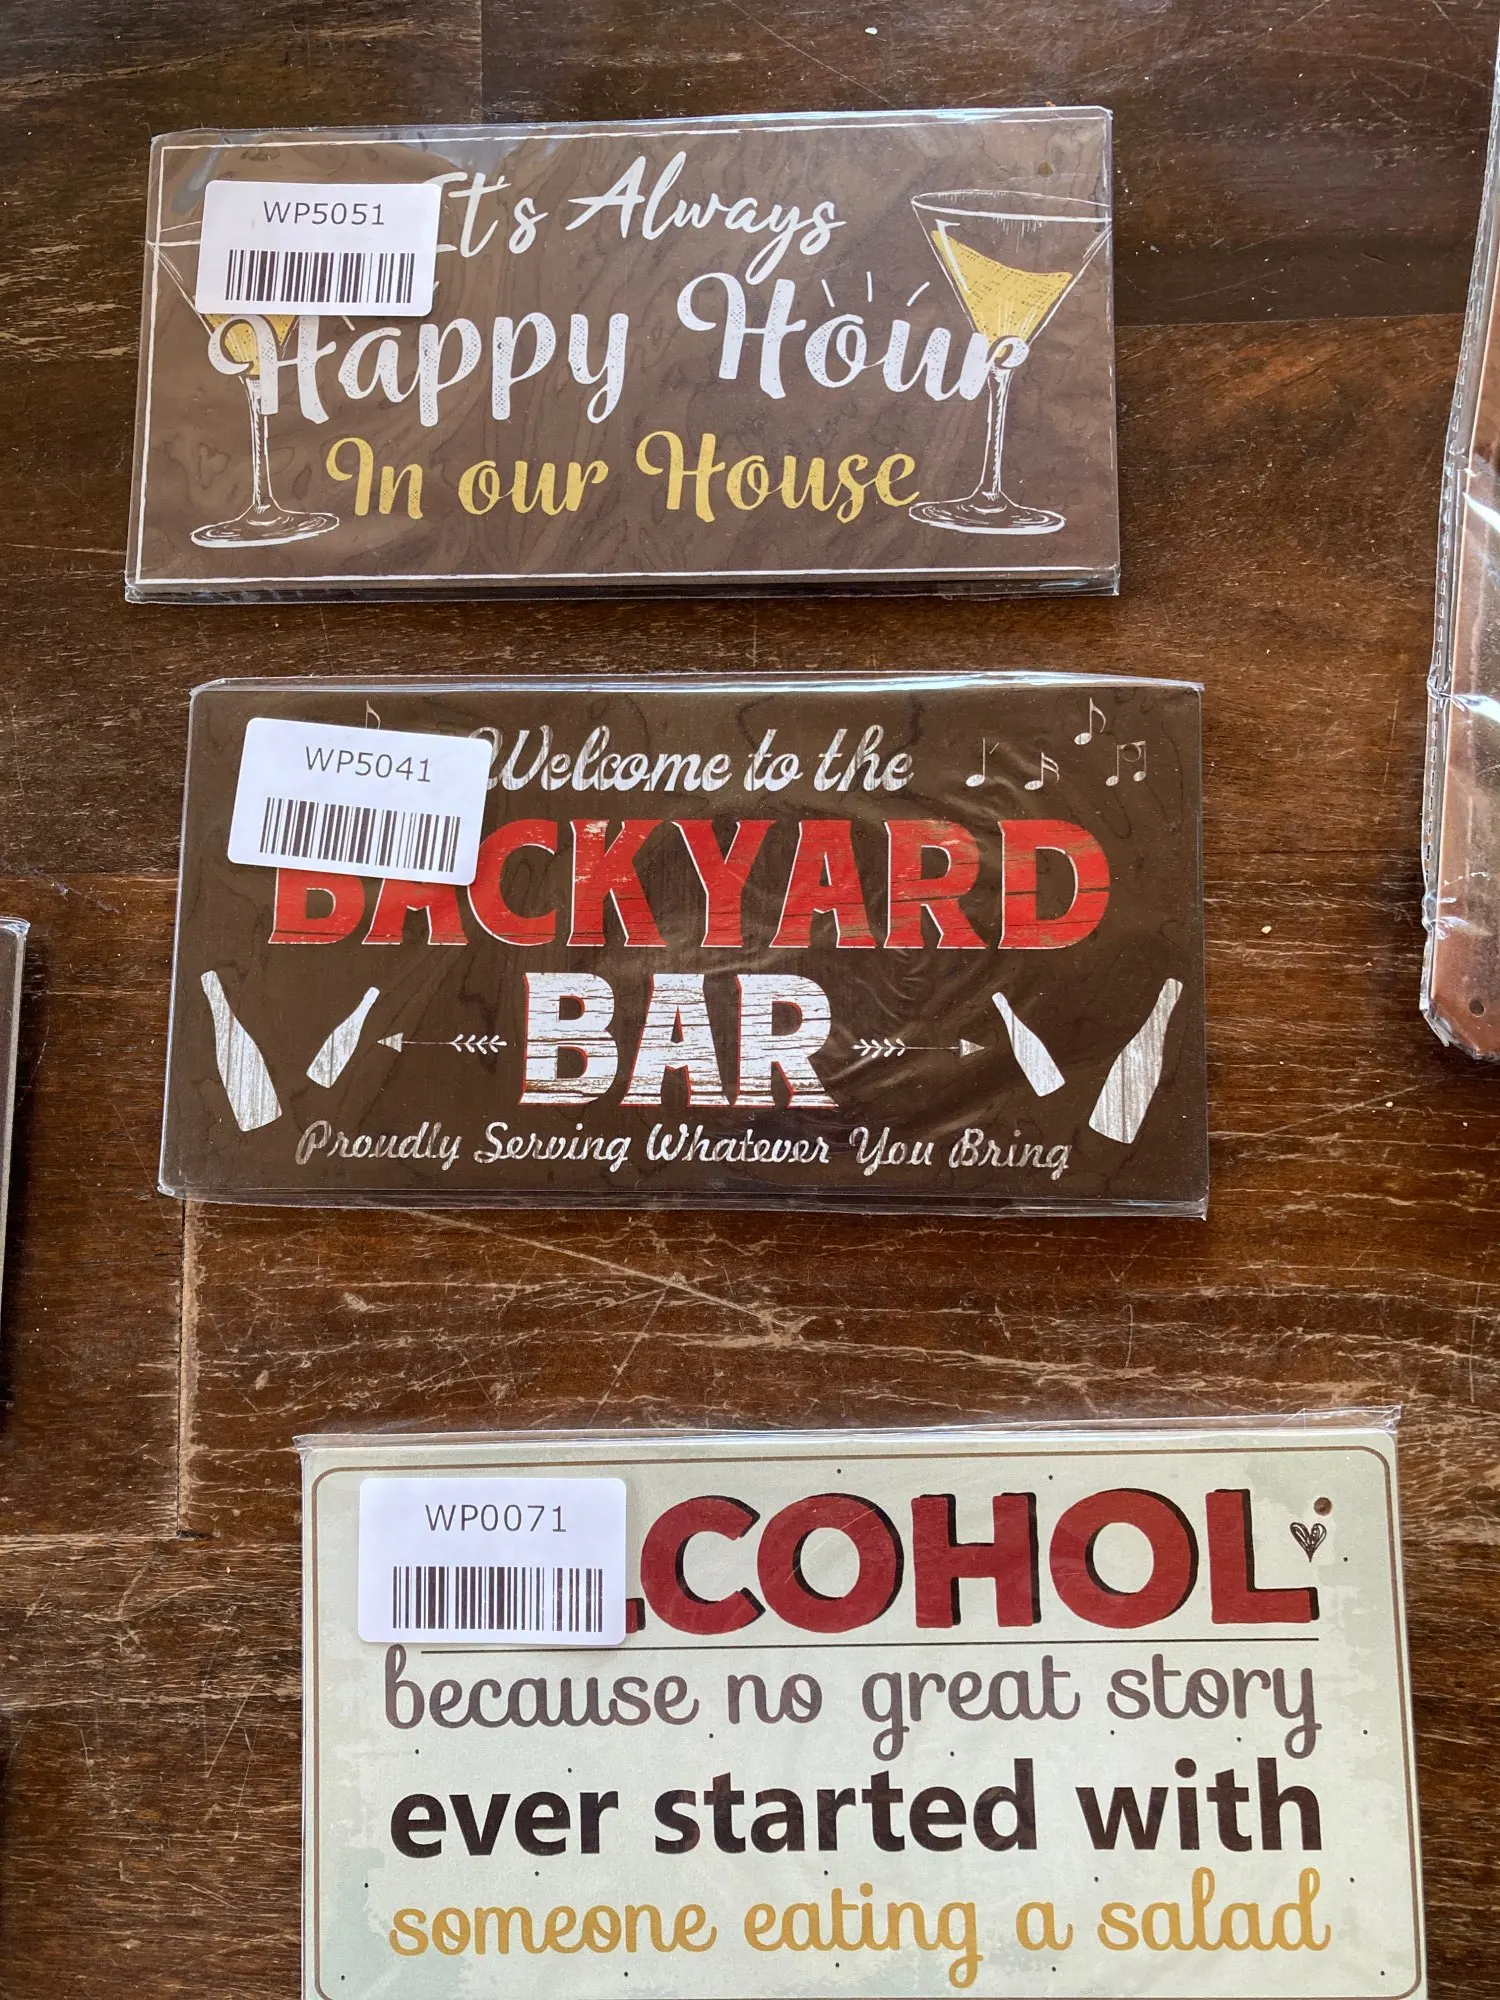 WP5051
It's Always
Happy Hour
In our House
WP5041
Welcome to the
BACKYARD
BAR
Proudly Serving Whatever You Bring
WP0071
LCOHOL
because no great story
ever started with
someone eating a salad